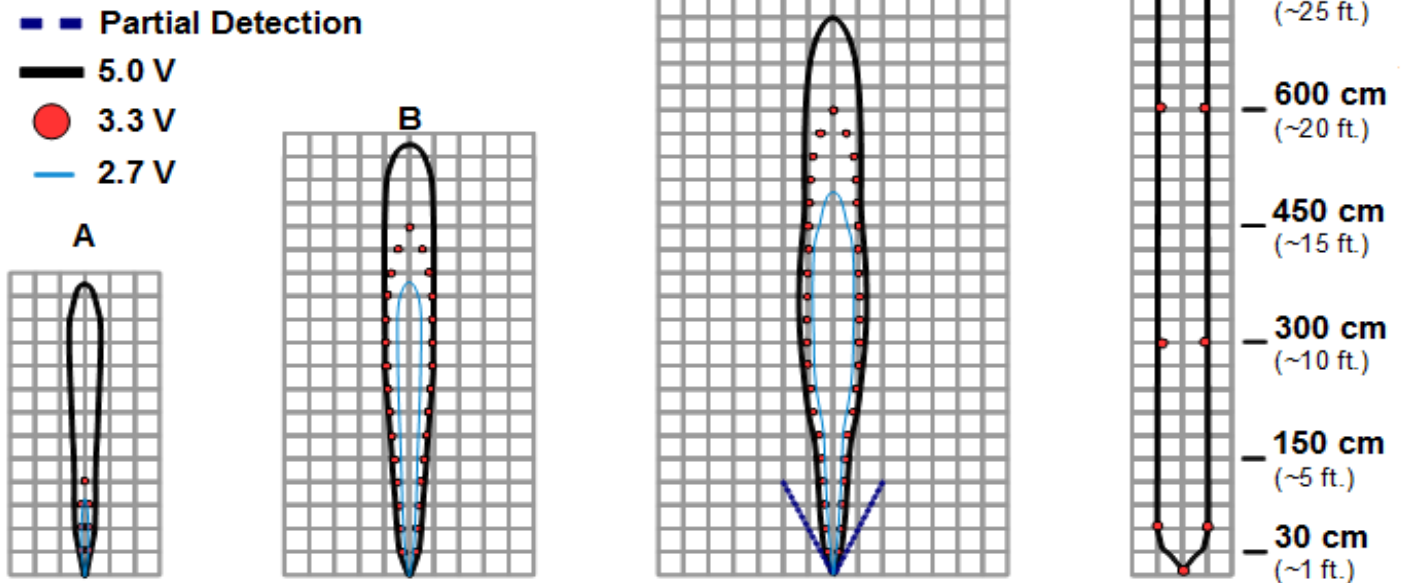 Partial Detection
5.0 V
3.3 V
2.7 V
A
B
(~25 ft.)
600 cm
(~20 ft.)
450 cm
(~15 ft.)
300 cm
(~10 ft.)
150 cm
(~5 ft.)
30 cm
(~1 ft.)